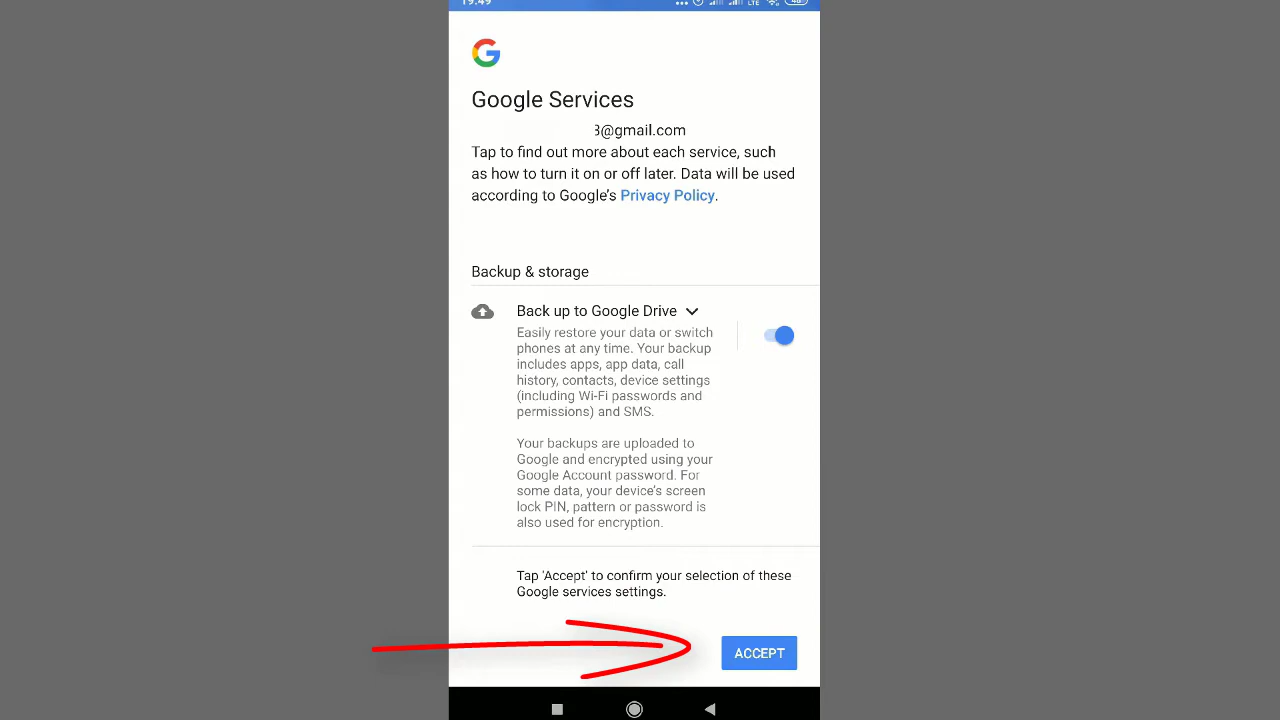 19:49
LTE
Google Services
3@gmail.com
Tap to find out more about each service, such
as how to turn it on or off later. Data will be used
according to Google's Privacy Policy.
Backup & storage
Back up to Google Drive
Easily restore your data or switch
phones at any time. Your backup
includes apps, app data, call
history, contacts, device settings
(including Wi-Fi passwords and
permissions) and SMS.
Your backups are uploaded to
Google and encrypted using your
Google Account password. For
some data, your device's screen
lock PIN, pattern or password is
also used for encryption.
Tap 'Accept' to confirm your selection of these
Google services settings.
ACCEPT